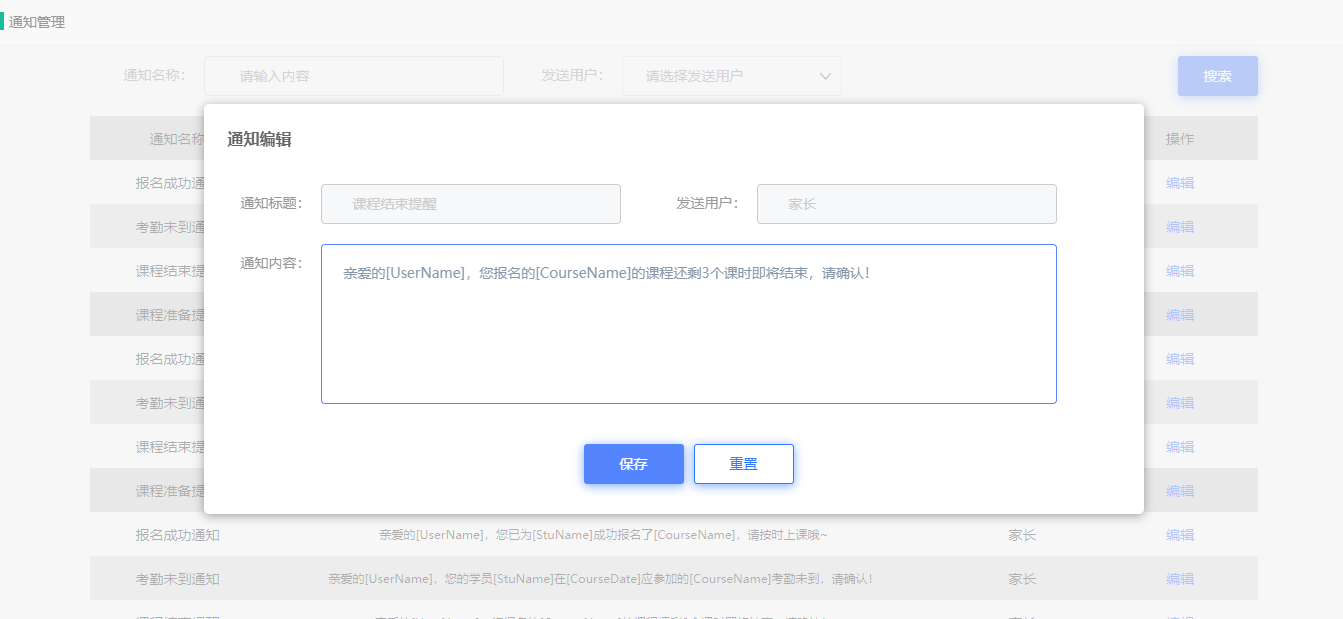 通知管理
通知名称： 请输入内容 发送用户： 请选择发送用户 搜索
通知名称 操作
通知编辑
报名成功通 编辑
通知标题： 课程结束提醒 发送用户： 家长
考勤未到通 编辑
通知内容： 亲爱的[UserName]，您报名的[CourseName]的课程还剩3个课时即将结束，请确认！
课程结束提 编辑
课程准备提 编辑
报名成功通 编辑
考勤未到通 编辑
课程结束提 编辑
保存 重置
课程准备提 编辑
报名成功通知 亲爱的[UserName]，您已为[StuName]成功报名了[CourseName]，请按时上课哦~ 家长 编辑
考勤未到通知 亲爱的[UserName]，您的学员[StuName]在[CourseDate]应参加的[CourseName]考勤未到，请确认！ 家长 编辑